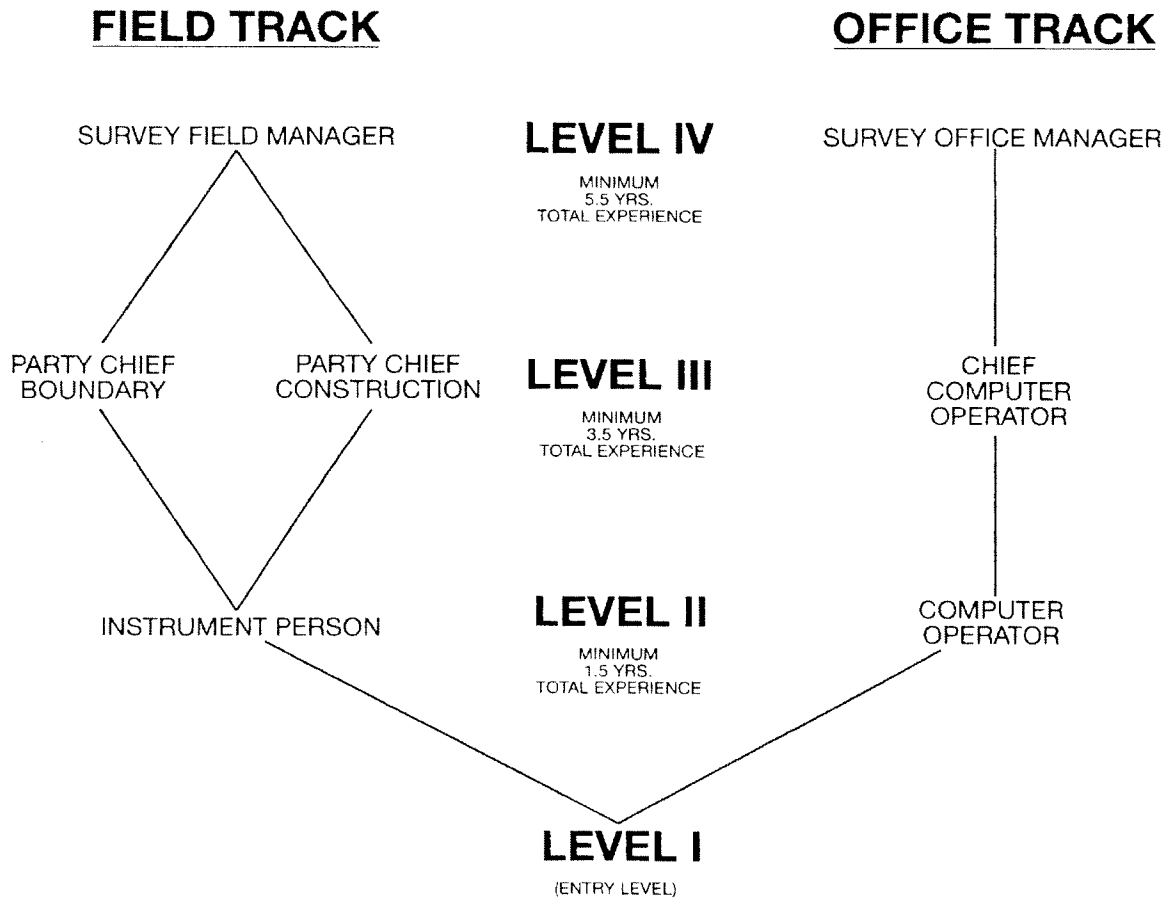 FIELD TRACK
OFFICE TRACK
SURVEY FIELD MANAGER
LEVEL IV
MINIMUM
5.5 YRS.
TOTAL EXPERIENCE
SURVEY OFFICE MANAGER
PARTY CHIEF
BOUNDARY
PARTY CHIEF
CONSTRUCTION
LEVEL III
MINIMUM
3.5 YRS.
TOTAL EXPERIENCE
CHIEF
COMPUTER
OPERATOR
INSTRUMENT PERSON
LEVEL II
MINIMUM
1.5 YRS.
TOTAL EXPERIENCE
COMPUTER
OPERATOR
LEVEL I
(ENTRY LEVEL)